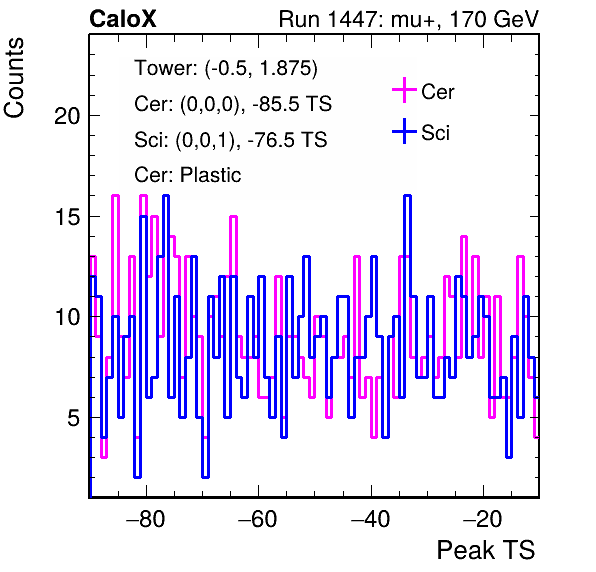 CaloX Run 1447: mu+, 170 GeV
Counts
Tower: (-0.5, 1.875)
Cer: (0,0,0), -85.5 TS
Sci: (0,0,1), -76.5 TS
Cer: Plastic
Cer
Sci
20
15
10
5
−80 −60 −40 −20
Peak TS